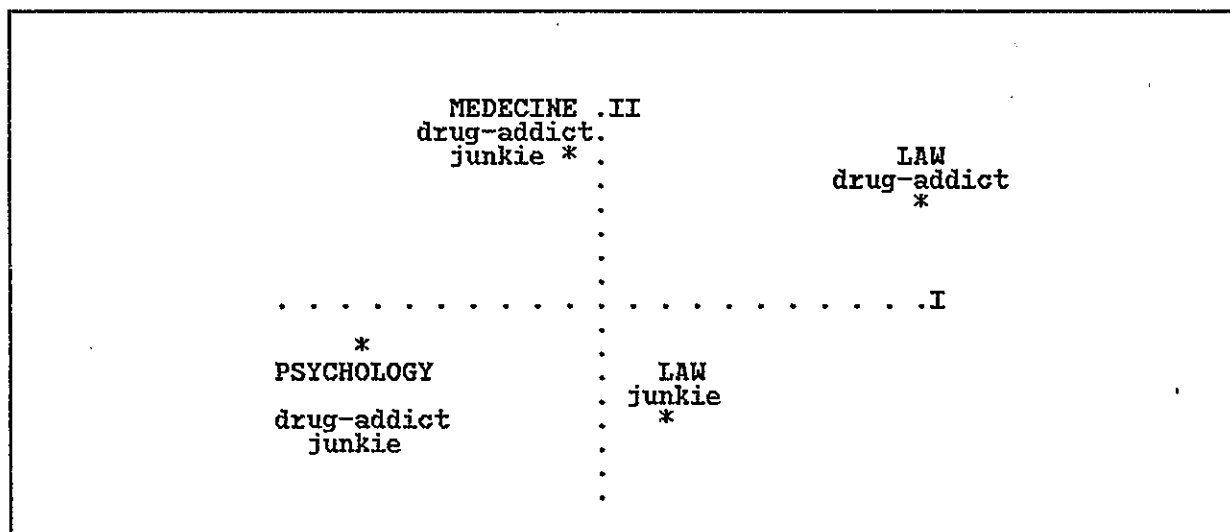 MEDECINE .II
drug-addict.
junkie * .
LAW
drug-addict
*
. . . . . . . . . . . . . . . . . . . . .I
*
PSYCHOLOGY
drug-addict
junkie
LAW
junkie
*